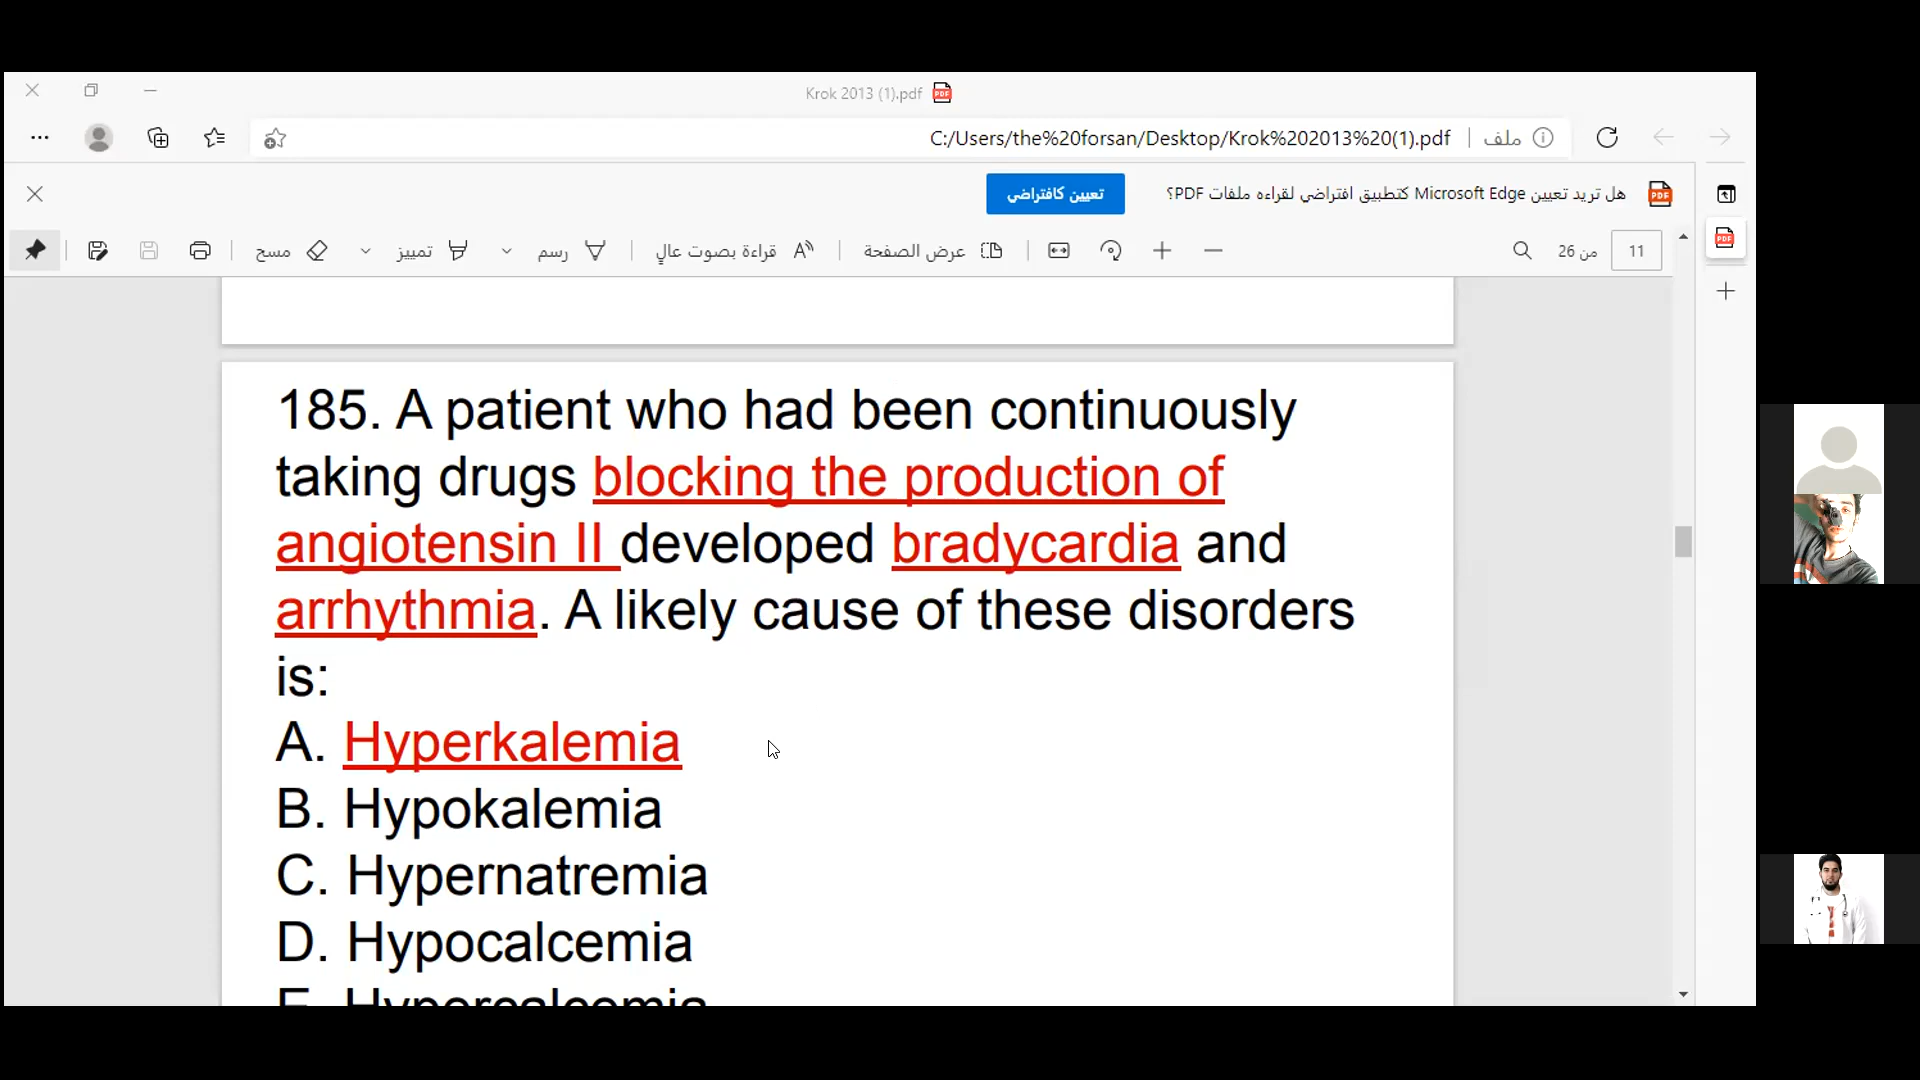 Krok 2013 (1).pdf
C:/Users/the%20forsan/Desktop/Krok%202013%20(1).pdf
ملف
هل تريد تعيين Microsoft Edge كتطبيق افتراضي لقراءه ملفات PDF؟
تعيين كافتراضي
11
من 26
عرض الصفحة
قراءة بصوت عالٍ
رسم
تمييز
مسح
185. A patient who had been continuously
taking drugs blocking the production of
angiotensin II developed bradycardia and
arrhythmia. A likely cause of these disorders
is:
A. Hyperkalemia
B. Hypokalemia
C. Hypernatremia
D. Hypocalcemia
E. Hypercalcemia